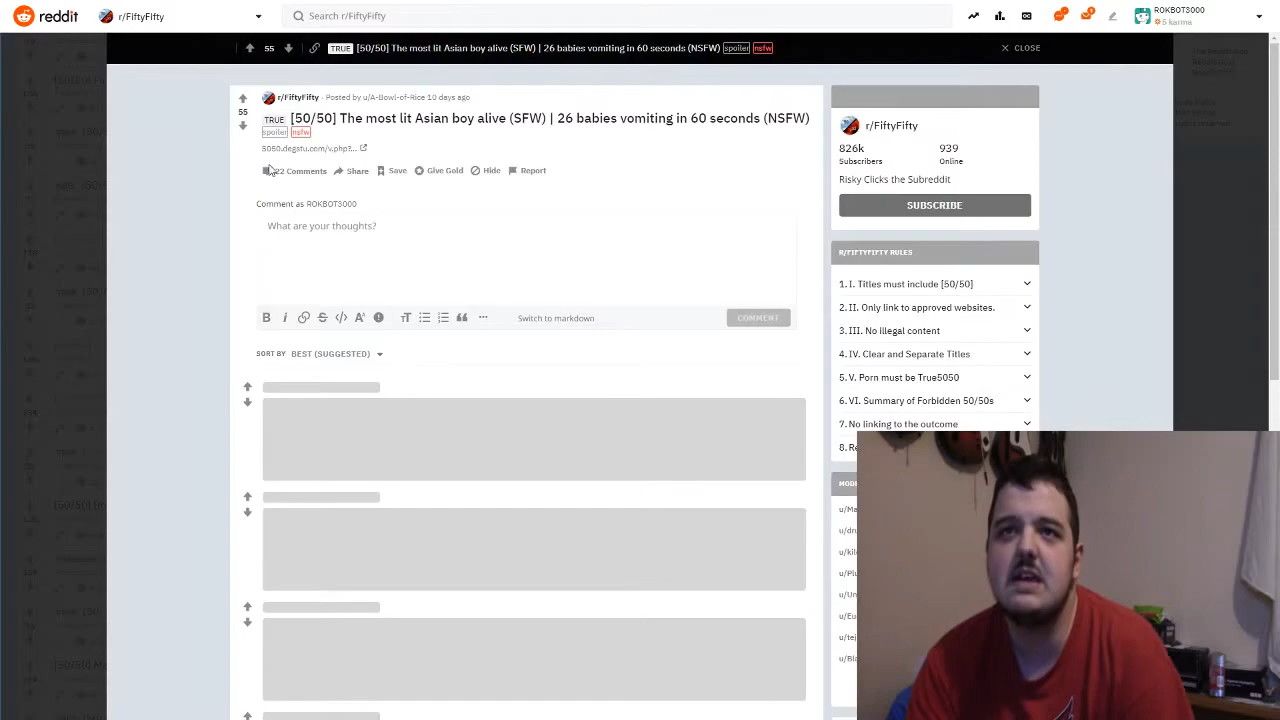 reddit r/FiftyFifty Search r/FiftyFifty ROKBOT3000
5 karma
55 TRUE [50/50] The most lit Asian boy alive (SFW) | 26 babies vomiting in 60 seconds (NSFW) spoiler nsfw CLOSE
r/FiftyFifty · Posted by u/A-Bowl-of-Rice 10 days ago
55
TRUE [50/50] The most lit Asian boy alive (SFW) | 26 babies vomiting in 60 seconds (NSFW)
spoiler nsfw
5050.degstu.com/v.php?...
22 Comments Share Save Give Gold Hide Report
Comment as ROKBOT3000
What are your thoughts?
B i Switch to markdown COMMENT
SORT BY BEST (SUGGESTED)
r/FiftyFifty
826k 939
Subscribers Online
Risky Clicks the Subreddit
SUBSCRIBE
R/FIFTYFIFTY RULES
1. I. Titles must include [50/50]
2. II. Only link to approved websites.
3. III. No illegal content
4. IV. Clear and Separate Titles
5. V. Porn must be True5050
6. VI. Summary of Forbidden 50/50s
7. No linking to the outcome
8. Re
MODE